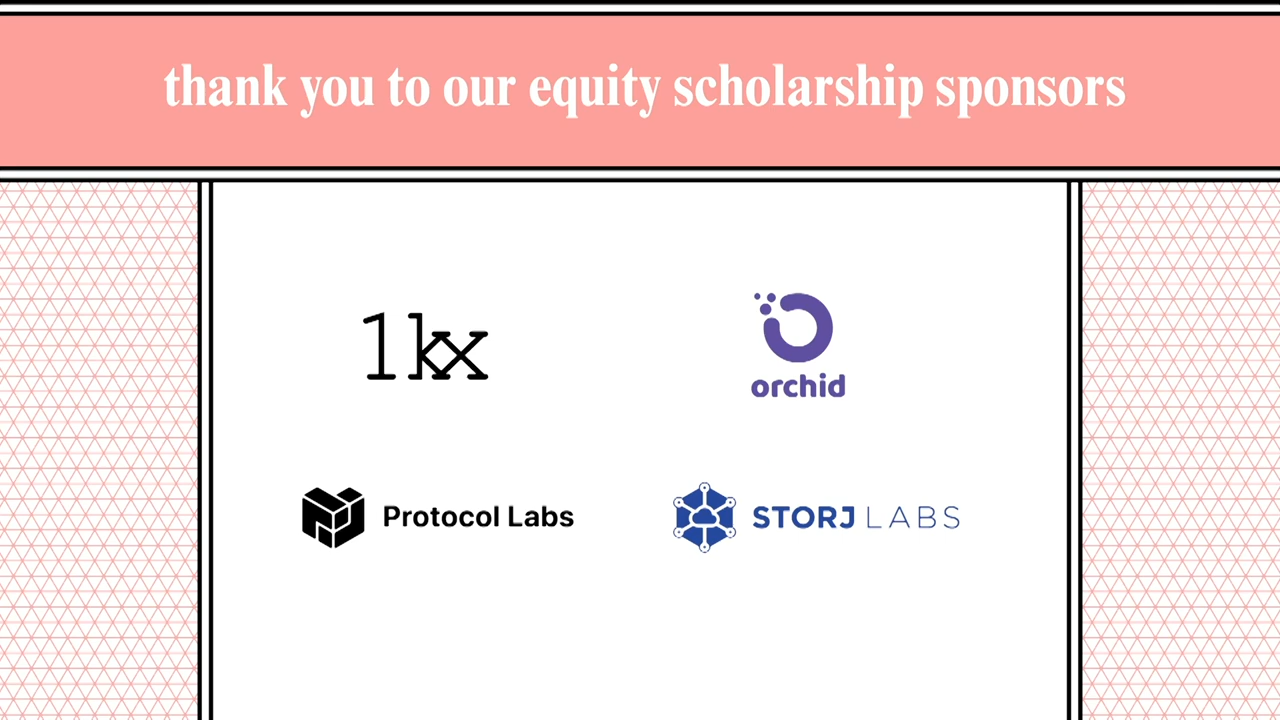 thank you to our equity scholarship sponsors
1kx
orchid
Protocol Labs
STORJ LABS